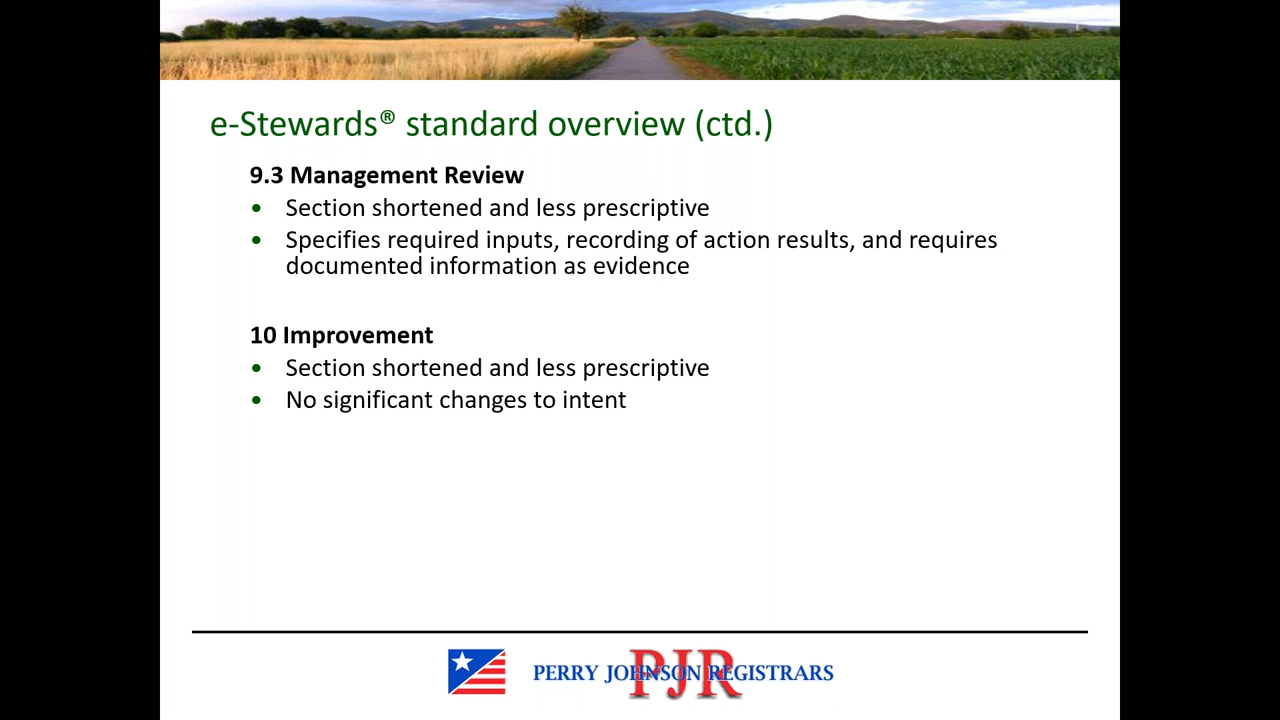 e-Stewards® standard overview (ctd.)
9.3 Management Review
• Section shortened and less prescriptive
• Specifies required inputs, recording of action results, and requires
documented information as evidence
10 Improvement
• Section shortened and less prescriptive
• No significant changes to intent
PJR
PERRY JOHNSON REGISTRARS